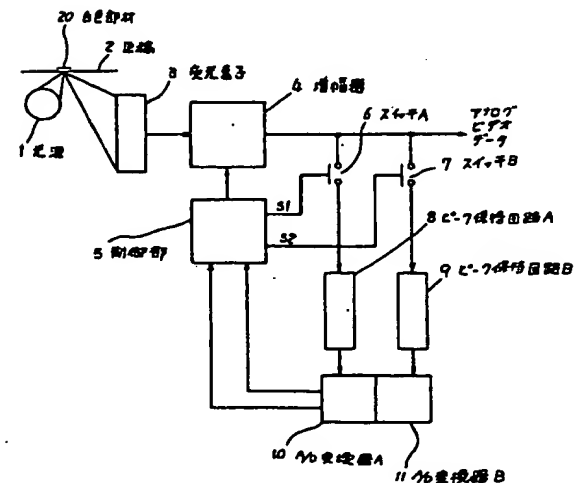 20 白色部材
2 原稿
3 受光素子
4 増幅器
6 スイッチA
アナログ
ビデオ
データ
7 スイッチB
1 光源
S1
S2
5 制御部
8 ピーク保持回路A
9 ピーク保持回路B
10 A/D変換器A
11 A/D変換器B